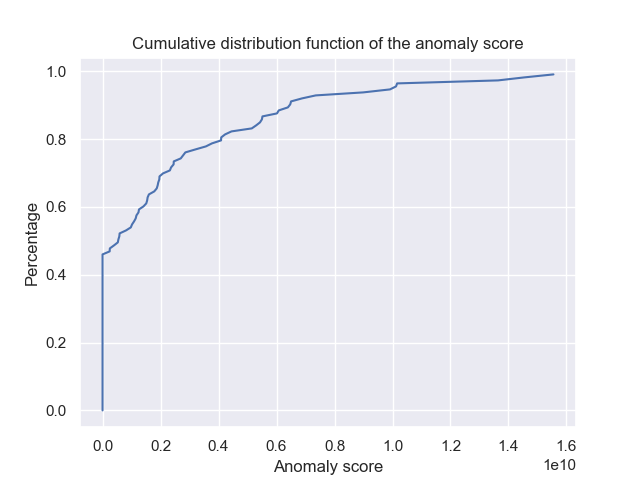 Cumulative distribution function of the anomaly score
1.0
0.8
0.6
0.4
0.2
0.0
Percentage
0.0 0.2 0.4 0.6 0.8 1.0 1.2 1.4 1.6
1e10
Anomaly score